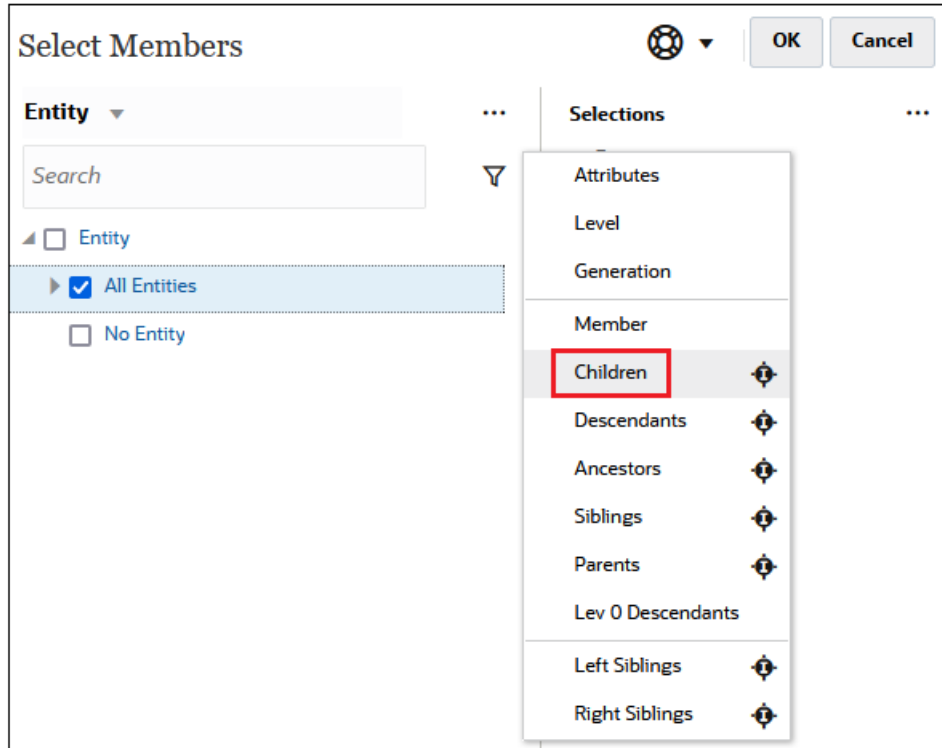 Select Members
OK
Cancel
Entity
Selections
Search
Entity
All Entities
No Entity
Attributes
Level
Generation
Member
Children
Descendants
Ancestors
Siblings
Parents
Lev 0 Descendants
Left Siblings
Right Siblings